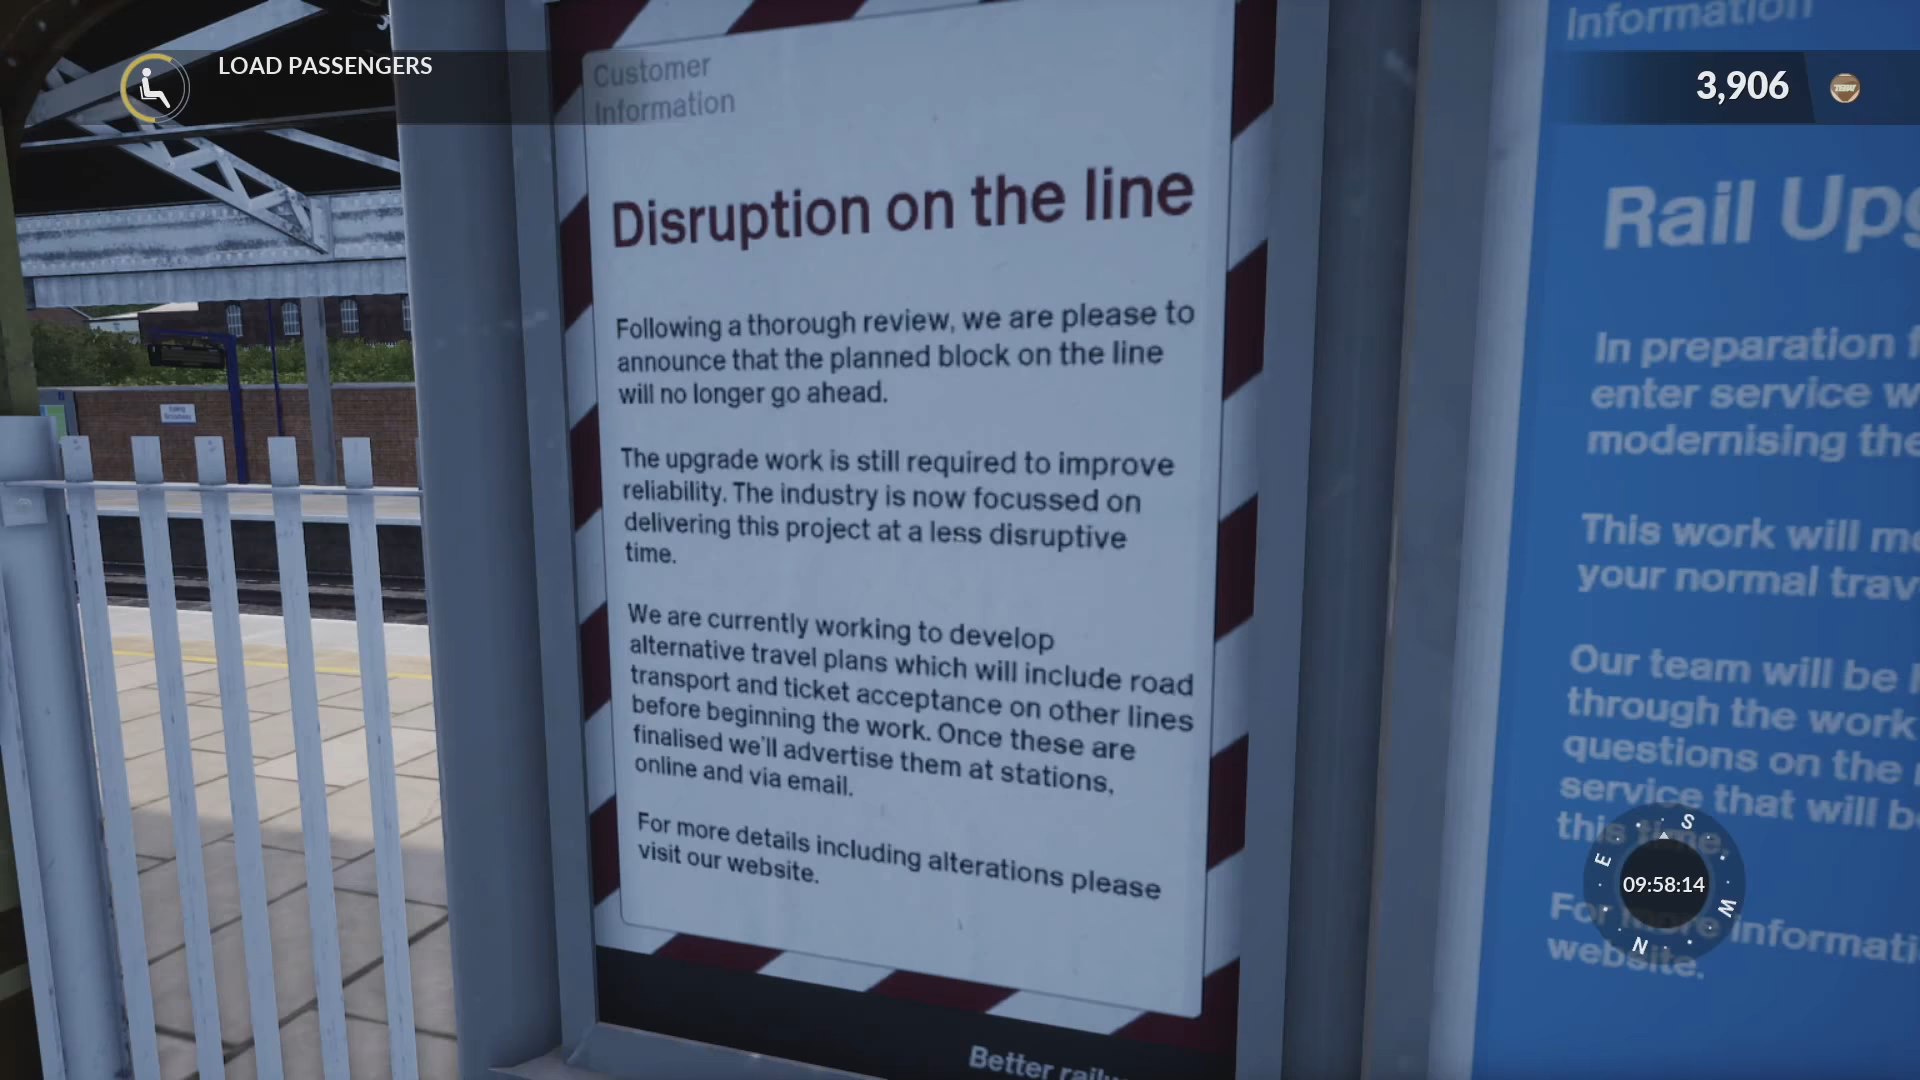 LOAD PASSENGERS
3,906
Customer
Information
Disruption on the line
Following a thorough review, we are please to
announce that the planned block on the line
will no longer go ahead.
The upgrade work is still required to improve
reliability. The industry is now focussed on
delivering this project at a less disruptive
time.
We are currently working to develop
alternative travel plans which will include road
transport and ticket acceptance on other lines
before beginning the work. Once these are
finalised we'll advertise them at stations,
online and via email.
For more details including alterations please
visit our website.
Better
Information
Rail
In preparation
enter service
modernising the
This work will
your normal
Our team will be
through the work
questions on the
service that will
this time.
For more
website.
S
E
09:58:14
W
N